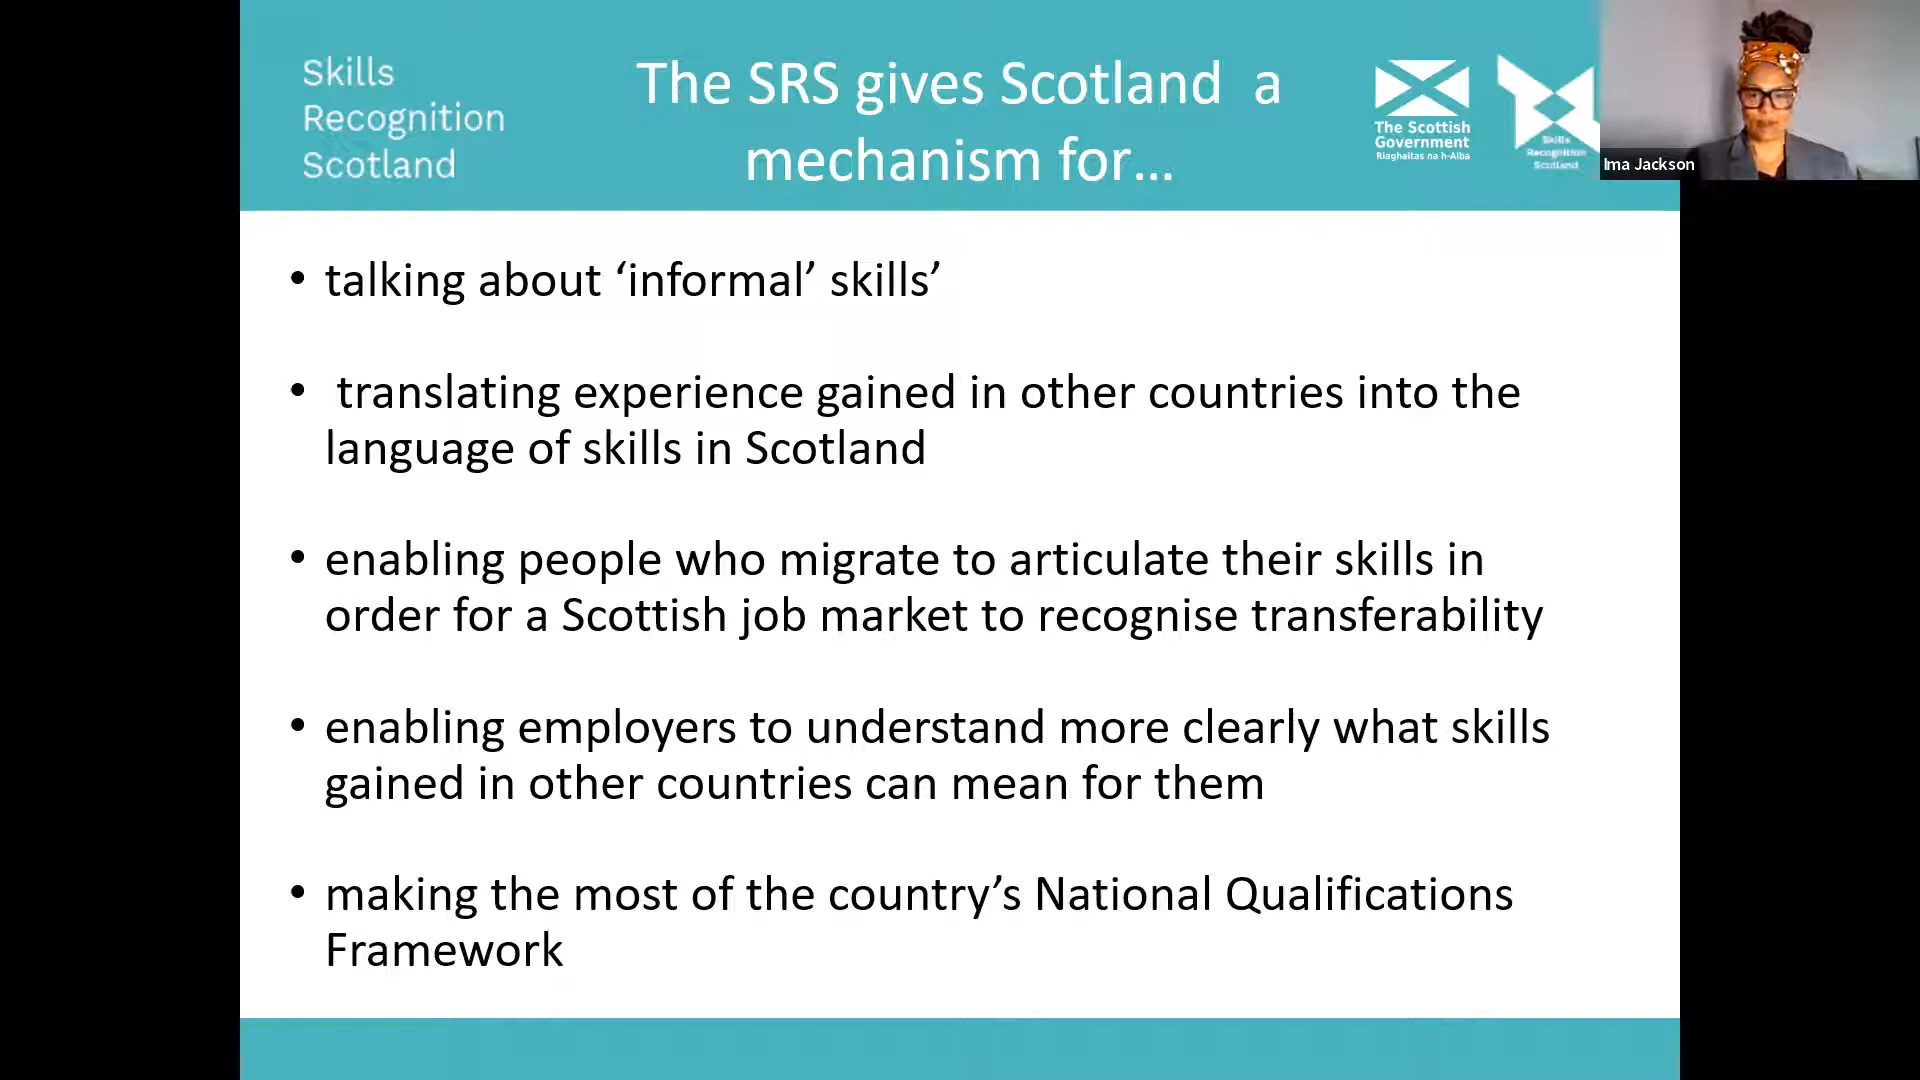 Skills
Recognition
Scotland
The SRS gives Scotland  a
mechanism for...
The Scottish
Government
Riaghaltas na h-Alba
Skills
Recognition
Scotland
Ima Jackson
• talking about ‘informal’ skills’
•  translating experience gained in other countries into the
language of skills in Scotland
• enabling people who migrate to articulate their skills in
order for a Scottish job market to recognise transferability
• enabling employers to understand more clearly what skills
gained in other countries can mean for them
• making the most of the country’s National Qualifications
Framework